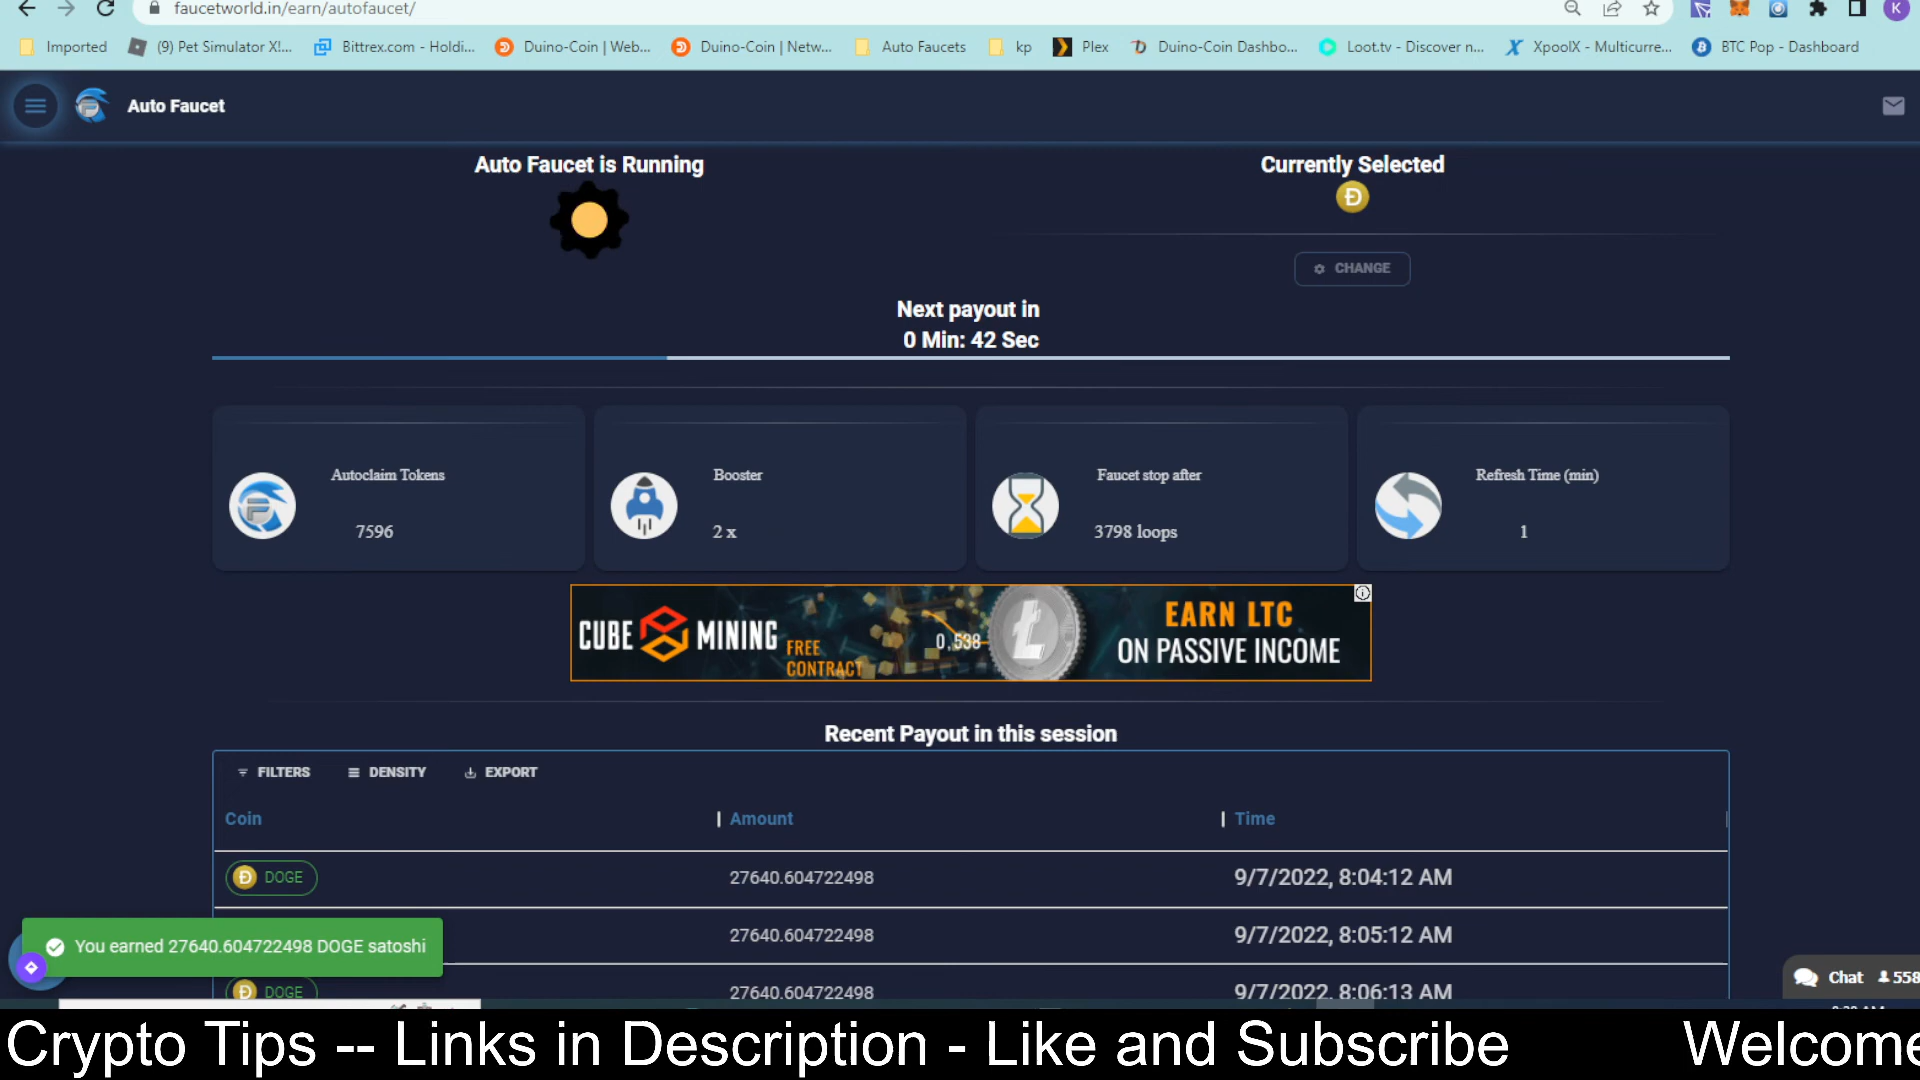 faucetworld.in/earn/autofaucet/
K
Imported
(9) Pet Simulator X!...
Bittrex.com - Holdi...
Duino-Coin | Web...
Duino-Coin | Netw...
Auto Faucets
kp
Plex
Duino-Coin Dashbo...
Loot.tv - Discover n...
XpoolX - Multicurre...
BTC Pop - Dashboard
Auto Faucet
Auto Faucet is Running
Currently Selected
CHANGE
Next payout in
0 Min: 42 Sec
Autoclaim Tokens
7596
Booster
2 x
Faucet stop after
3798 loops
Refresh Time (min)
1
CUBE MINING
FREE
CONTRACT
0,538
EARN LTC
ON PASSIVE INCOME
Recent Payout in this session
FILTERS
DENSITY
EXPORT
Coin
Amount
Time
DOGE
27640.604722498
9/7/2022, 8:04:12 AM
27640.604722498
9/7/2022, 8:05:12 AM
You earned 27640.604722498 DOGE satoshi
DOGE
27640.604722498
9/7/2022, 8:06:13 AM
Chat
558
Crypto Tips -- Links in Description - Like and Subscribe
Welcome